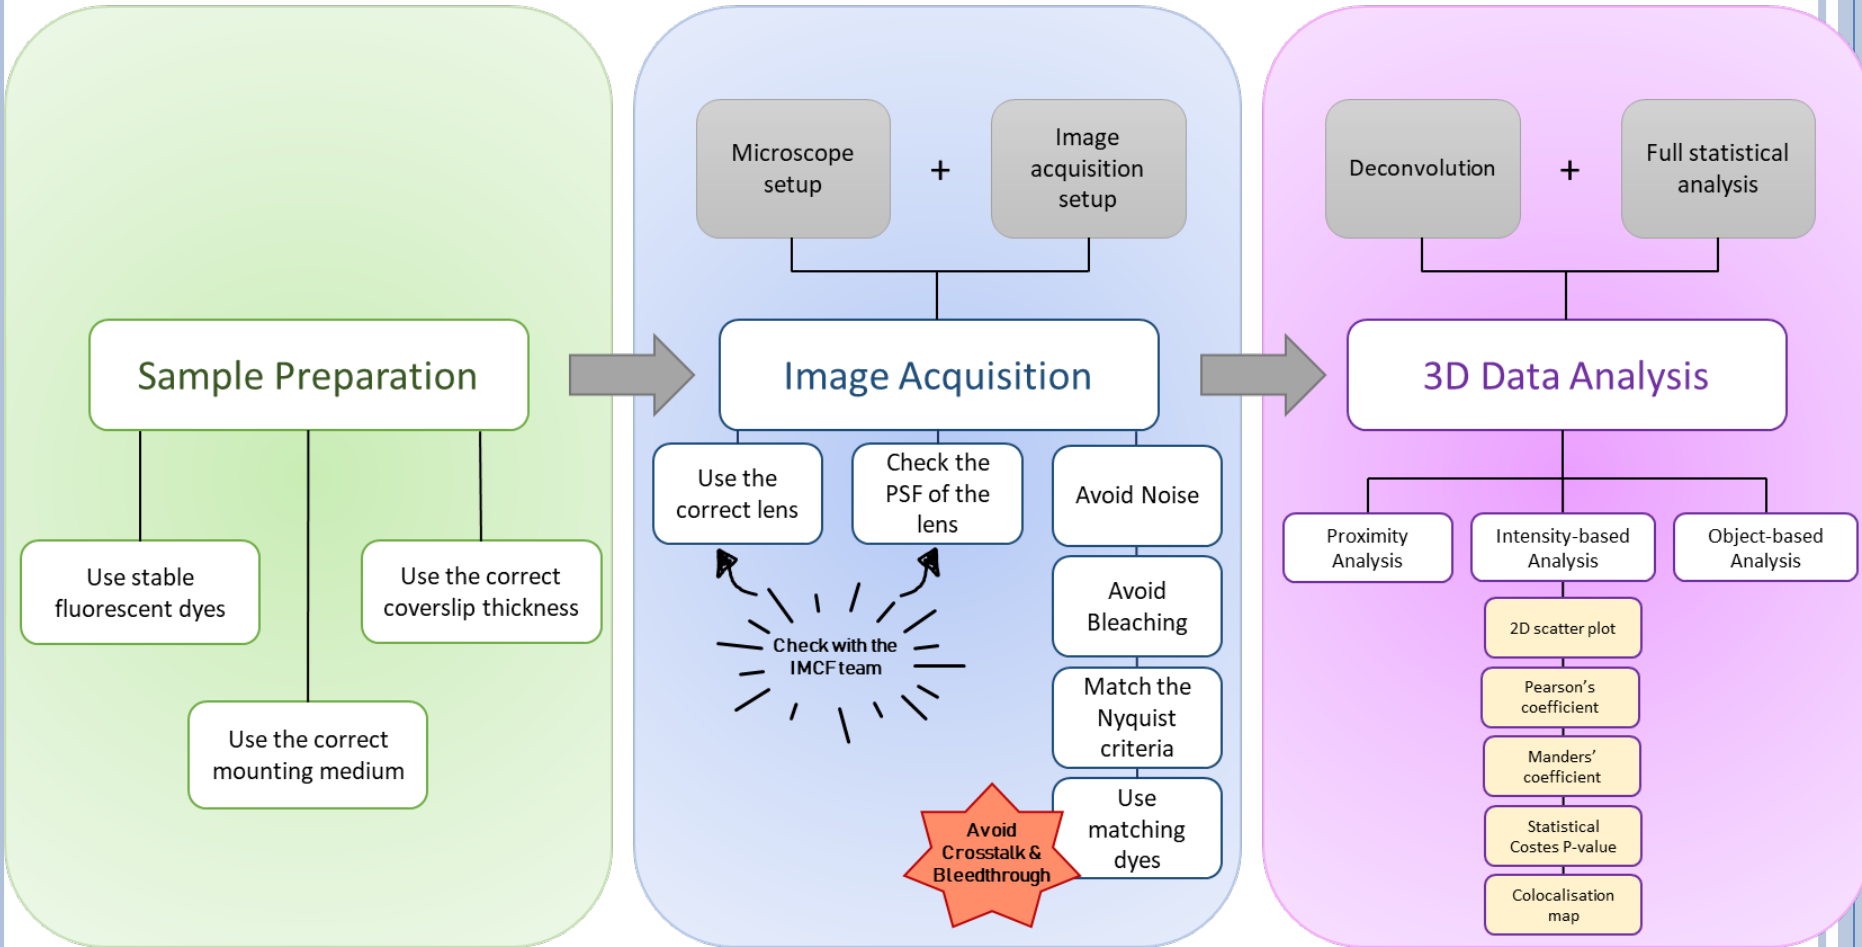 Sample Preparation
Use stable
fluorescent dyes
Use the correct
coverslip thickness
Use the correct
mounting medium
Microscope
setup
+
Image
acquisition
setup
Image Acquisition
Use the
correct lens
Check the
PSF of the
lens
Check with the
IMCF team
Avoid Noise
Avoid
Bleaching
Match the
Nyquist
criteria
Use
matching
dyes
Avoid
Crosstalk &
Bleedthrough
Deconvolution
+
Full statistical
analysis
3D Data Analysis
Proximity
Analysis
Intensity-based
Analysis
Object-based
Analysis
2D scatter plot
Pearson’s
coefficient
Manders’
coefficient
Statistical
Costes P-value
Colocalisation
map